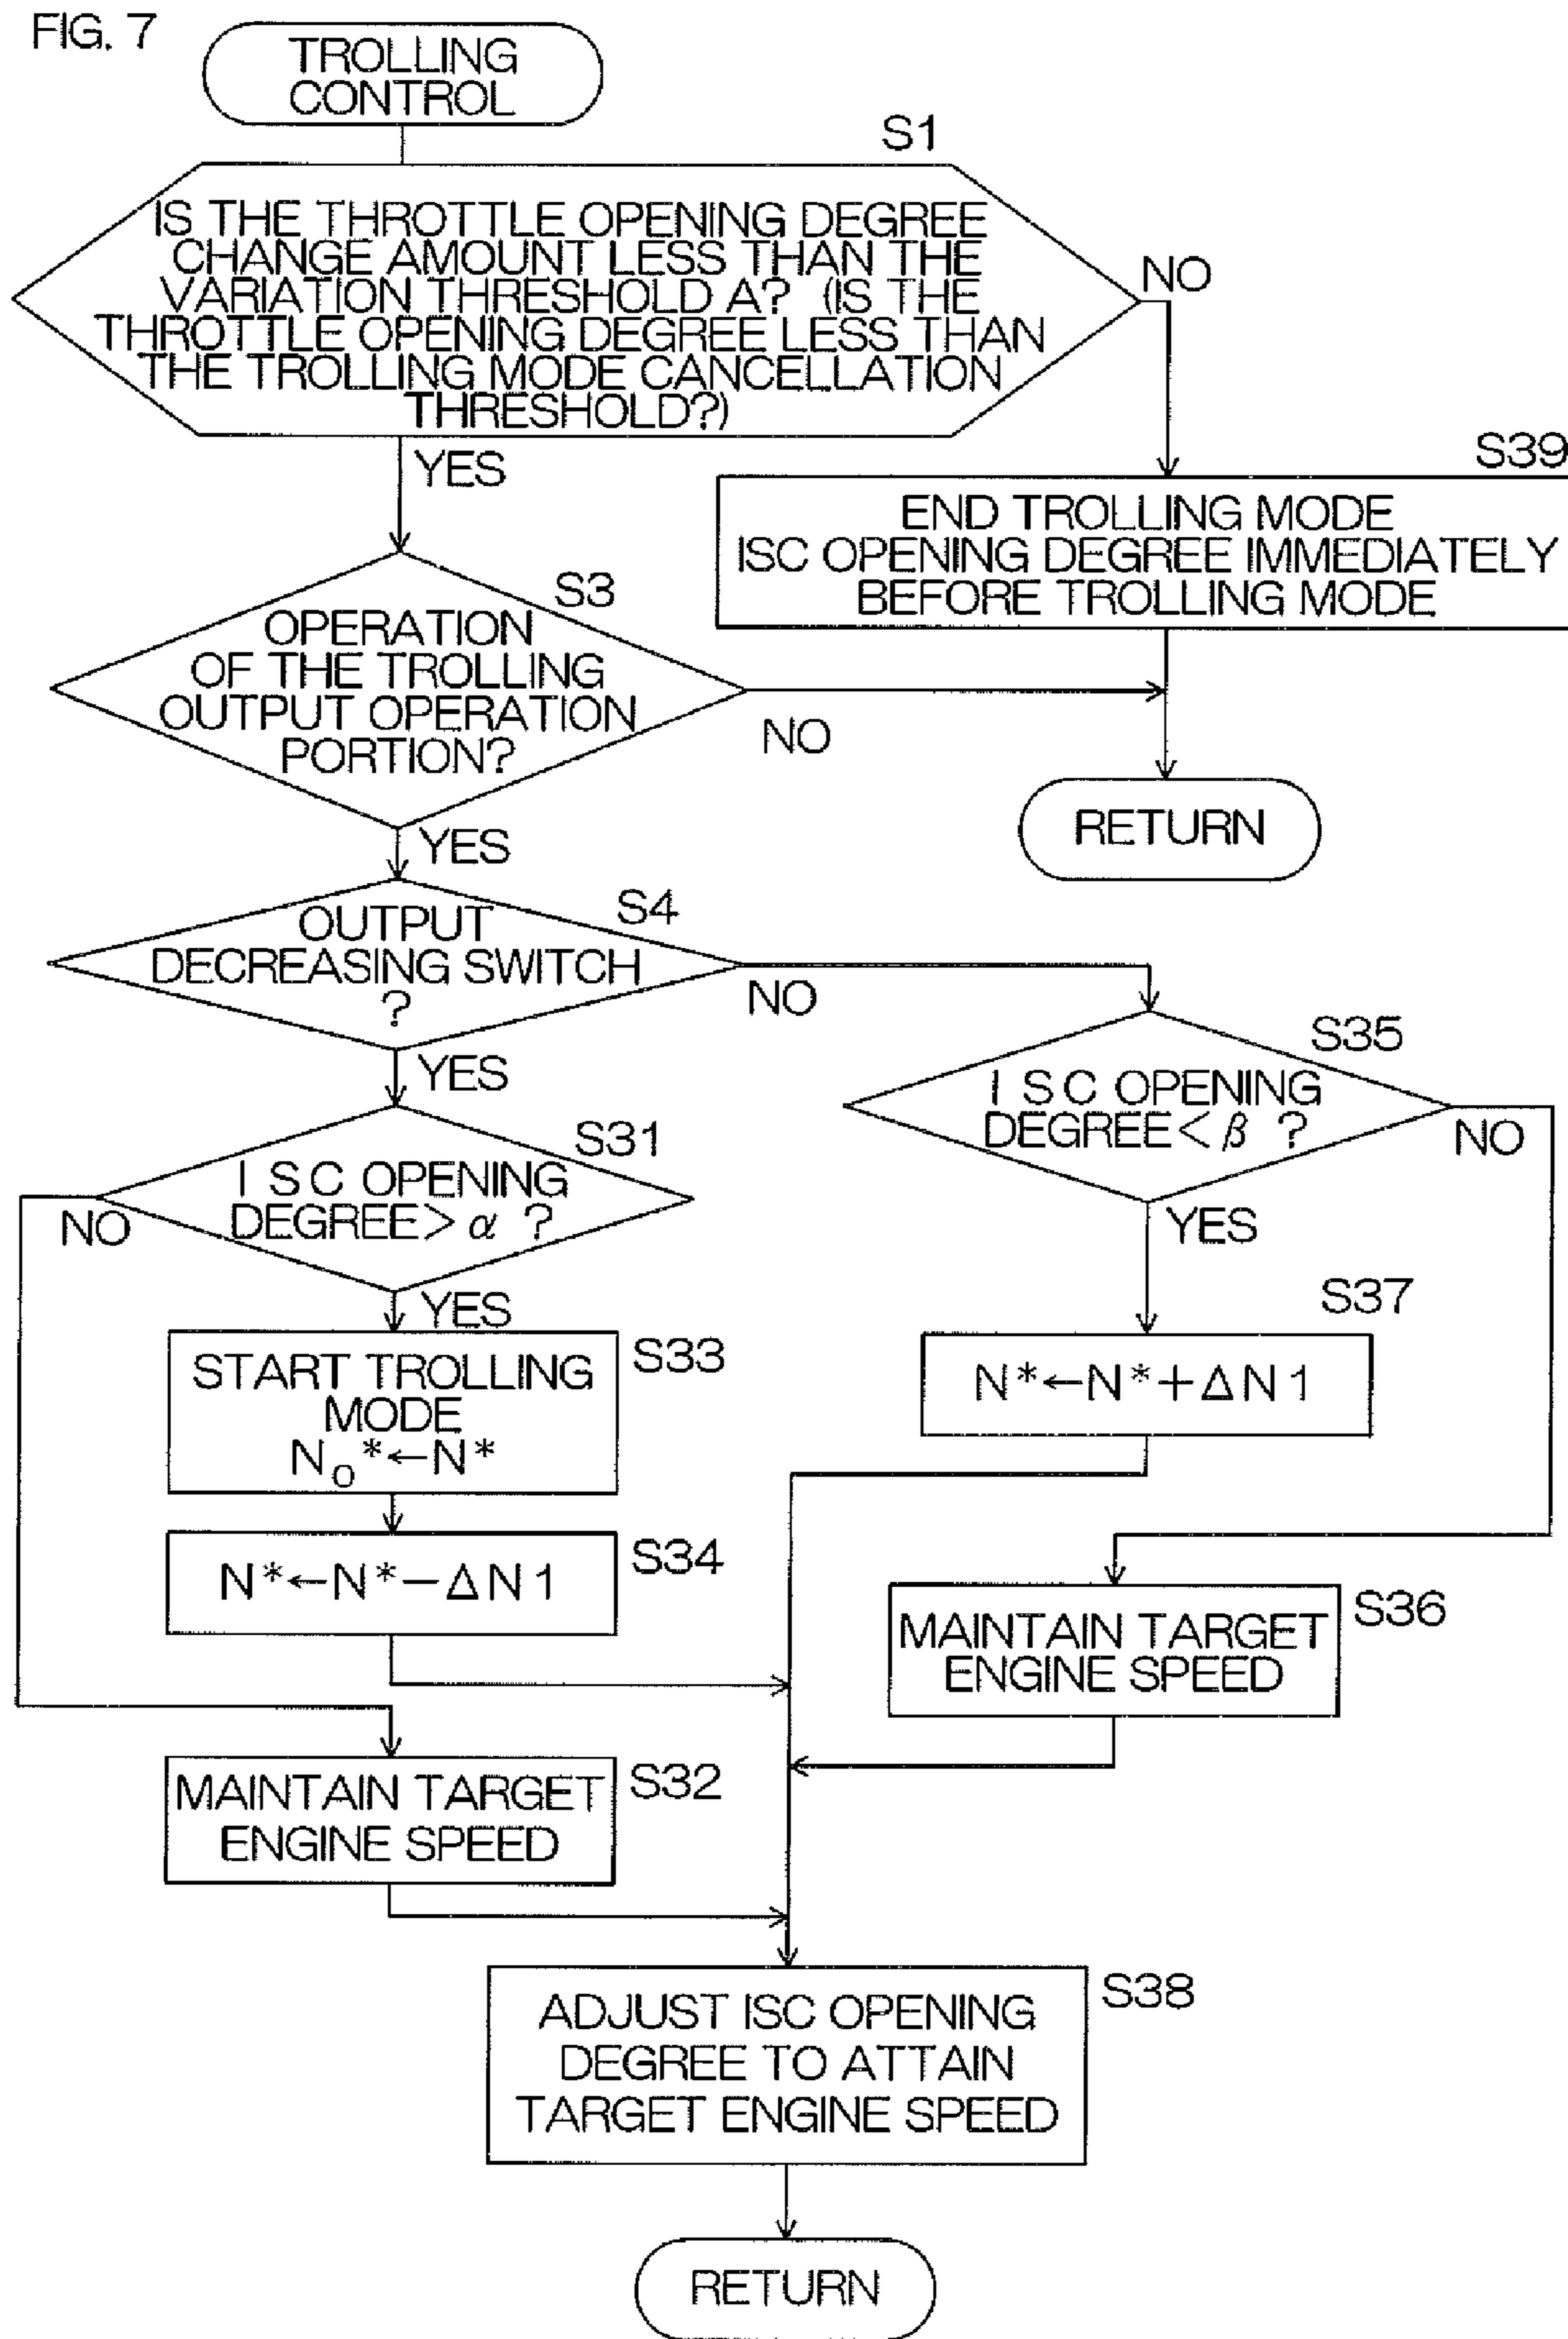 FIG. 7
TROLLING
CONTROL
S1
IS THE THROTTLE OPENING DEGREE
CHANGE AMOUNT LESS THAN THE
VARIATION THRESHOLD A? (IS THE
THROTTLE OPENING DEGREE LESS THAN
THE TROLLING MODE CANCELLATION
THRESHOLD?)
NO
YES
S39
END TROLLING MODE
ISC OPENING DEGREE IMMEDIATELY
BEFORE TROLLING MODE
S3
OPERATION
OF THE TROLLING
OUTPUT OPERATION
PORTION?
NO
RETURN
YES
S4
OUTPUT
DECREASING SWITCH
?
NO
YES
S35
ISC OPENING
DEGREE<β ?
NO
YES
S31
ISC OPENING
DEGREE>α ?
NO
YES
S37
N*←N*+ΔN1
S33
START TROLLING
MODE
N₀*←N*
S34
N*←N*−ΔN1
S36
MAINTAIN TARGET
ENGINE SPEED
S32
MAINTAIN TARGET
ENGINE SPEED
S38
ADJUST ISC OPENING
DEGREE TO ATTAIN
TARGET ENGINE SPEED
RETURN